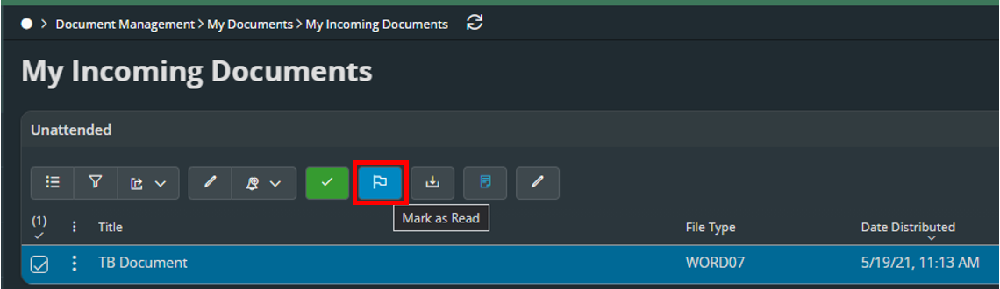 Document Management > My Documents > My Incoming Documents
My Incoming Documents
Unattended
Mark as Read
(1) Title File Type Date Distributed
TB Document WORD07 5/19/21, 11:13 AM